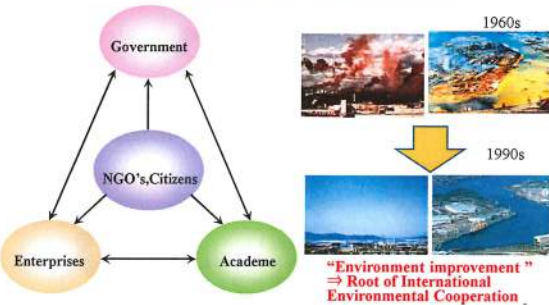 Government
NGO's,Citizens
Enterprises
Academe
1960s
1990s
"Environment improvement "
⇒ Root of International
Environmental Cooperation